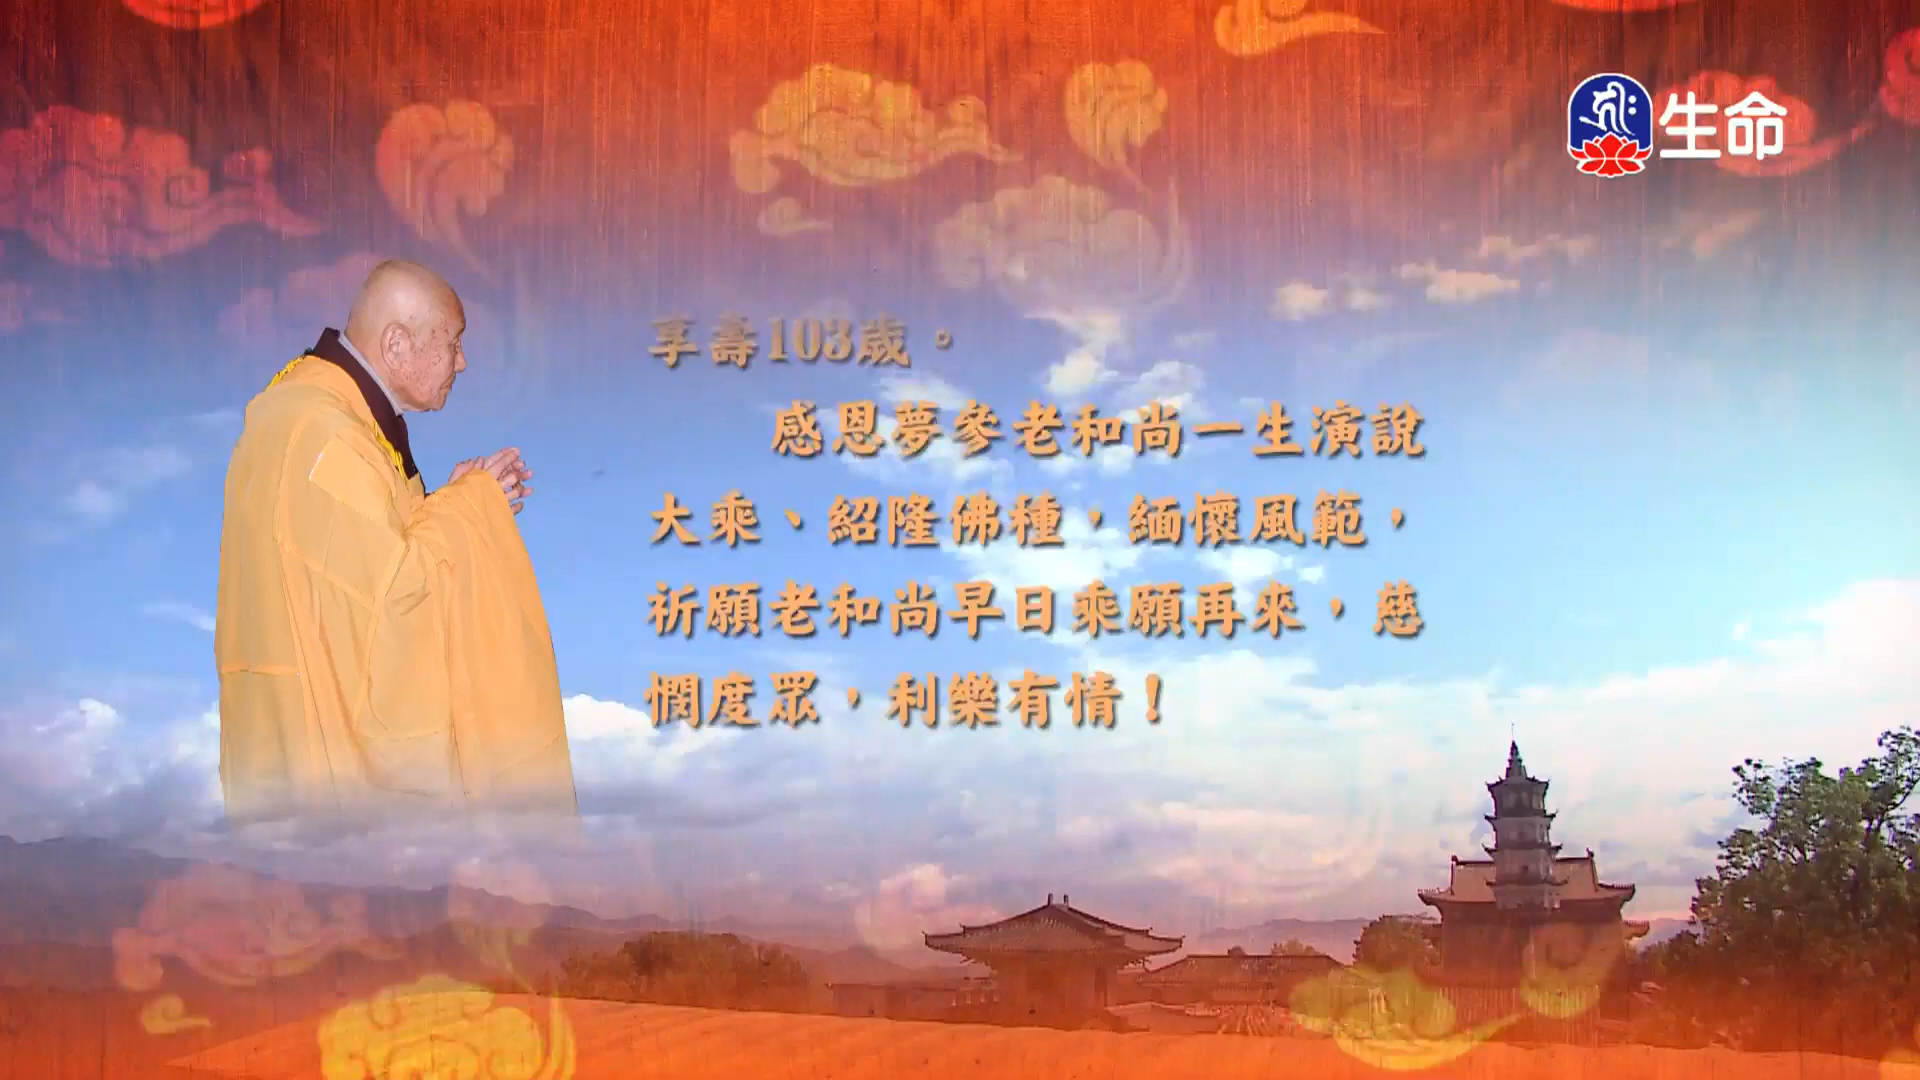 生命
享壽103歲。
感恩夢參老和尚一生演說
大乘、紹隆佛種，緬懷風範，
祈願老和尚早日乘願再來，慈
憫度眾，利樂有情！